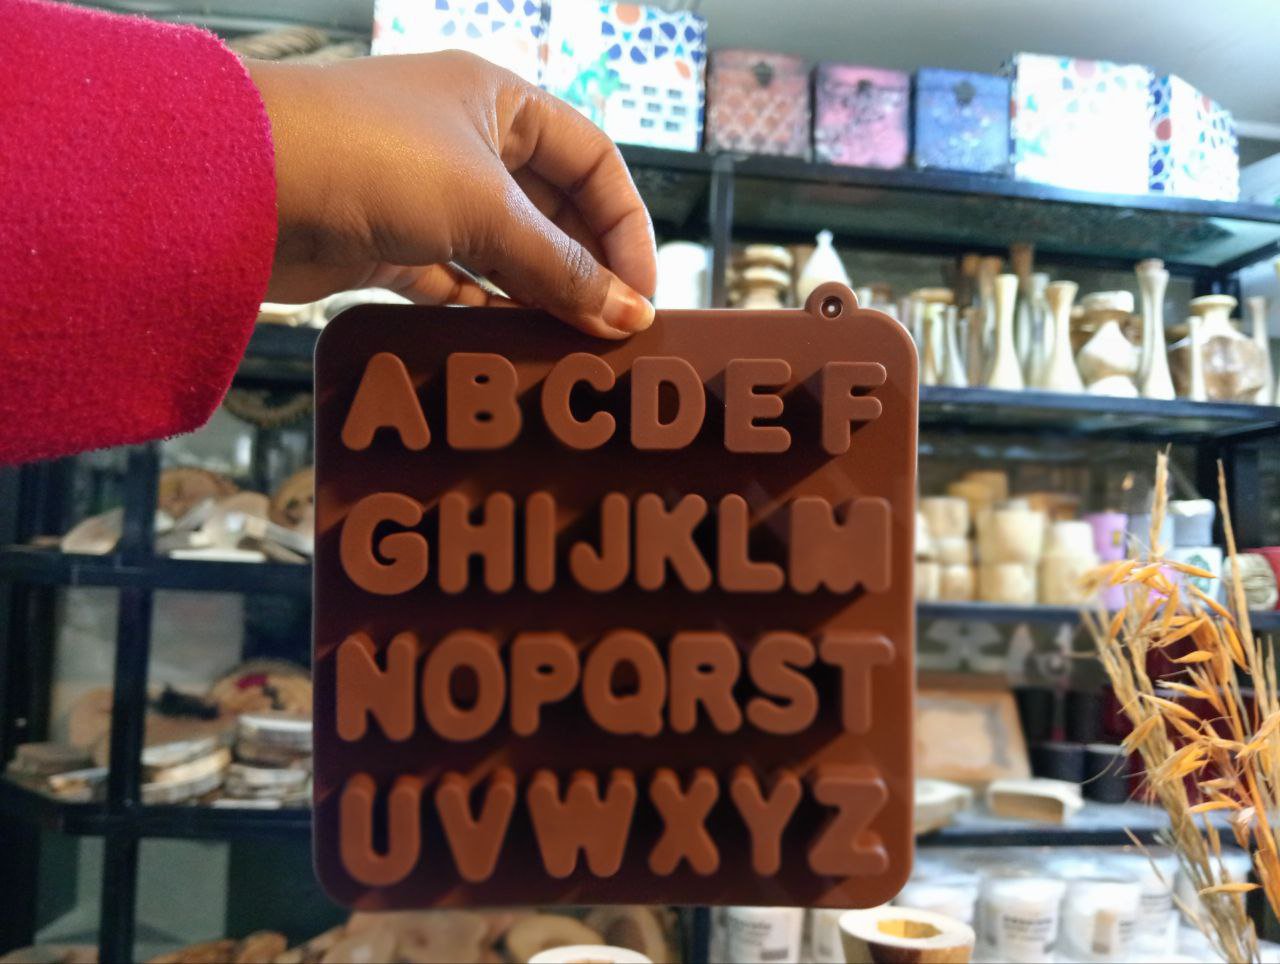 ABCDEF
GHIJKLM
NOPQRST
UVWXYZ